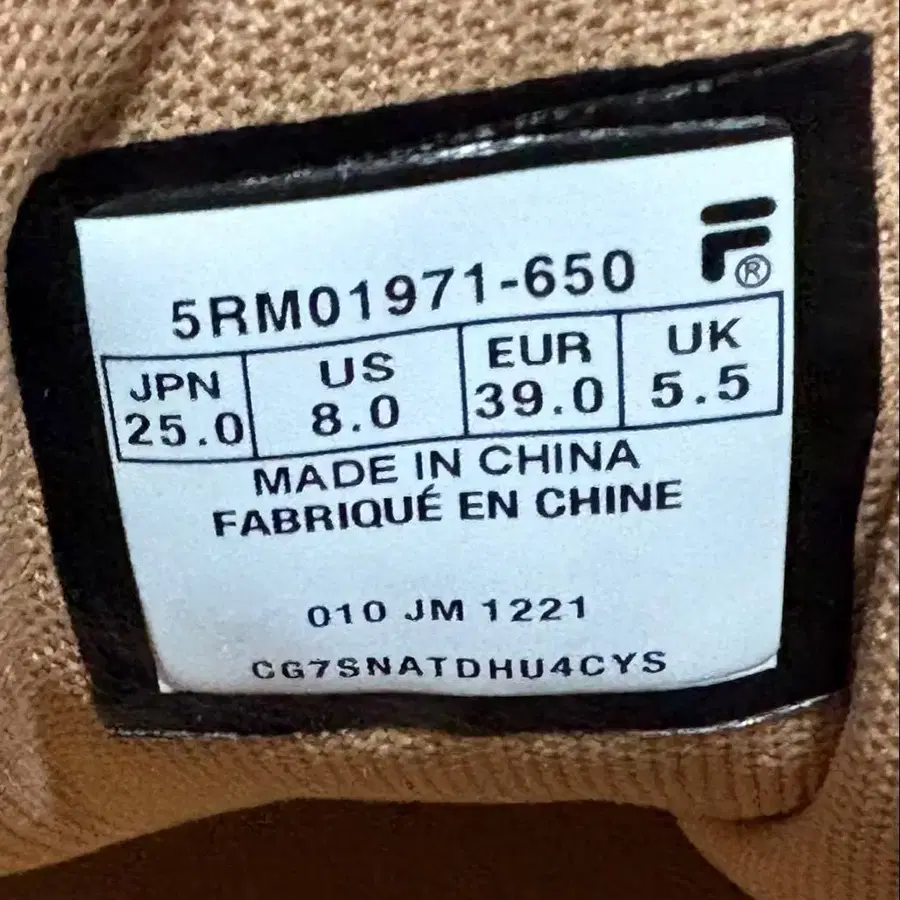 5RM01971-650
JPN US EUR UK
25.0 8.0 39.0 5.5
MADE IN CHINA
FABRIQUÉ EN CHINE
010 JM 1221
CG7SNATDHU4CYS